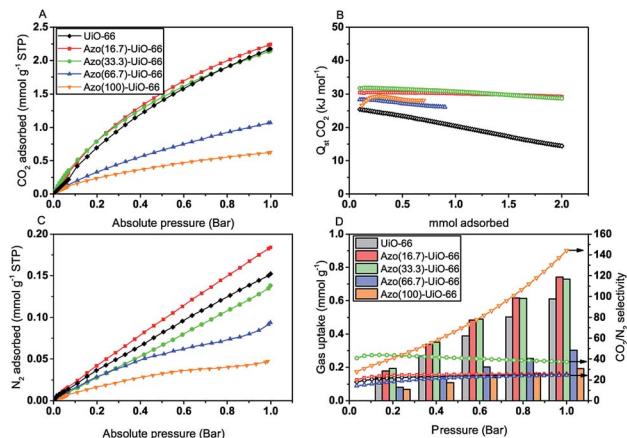 A
UiO-66
Azo(16.7)-UiO-66
Azo(33.3)-UiO-66
Azo(66.7)-UiO-66
Azo(100)-UiO-66
CO2 adsorbed (mmol g-1 STP)
2.5
2.0
1.5
1.0
0.5
0.0
0.0 0.2 0.4 0.6 0.8 1.0
Absolute pressure (Bar)
B
Qst CO2 (kJ mol-1)
50
40
30
20
10
0
0.0 0.5 1.0 1.5 2.0
mmol adsorbed
C
N2 adsorbed (mmol g-1 STP)
0.20
0.15
0.10
0.05
0.00
0.0 0.2 0.4 0.6 0.8 1.0
Absolute pressure (Bar)
D
UiO-66
Azo(16.7)-UiO-66
Azo(33.3)-UiO-66
Azo(66.7)-UiO-66
Azo(100)-UiO-66
Gas uptake (mmol g-1)
1.0
0.8
0.6
0.4
0.2
0.0
0.0 0.2 0.4 0.6 0.8 1.0
Pressure (Bar)
160
140
120
100
80
60
40
20
0
CO2/N2 selectivity